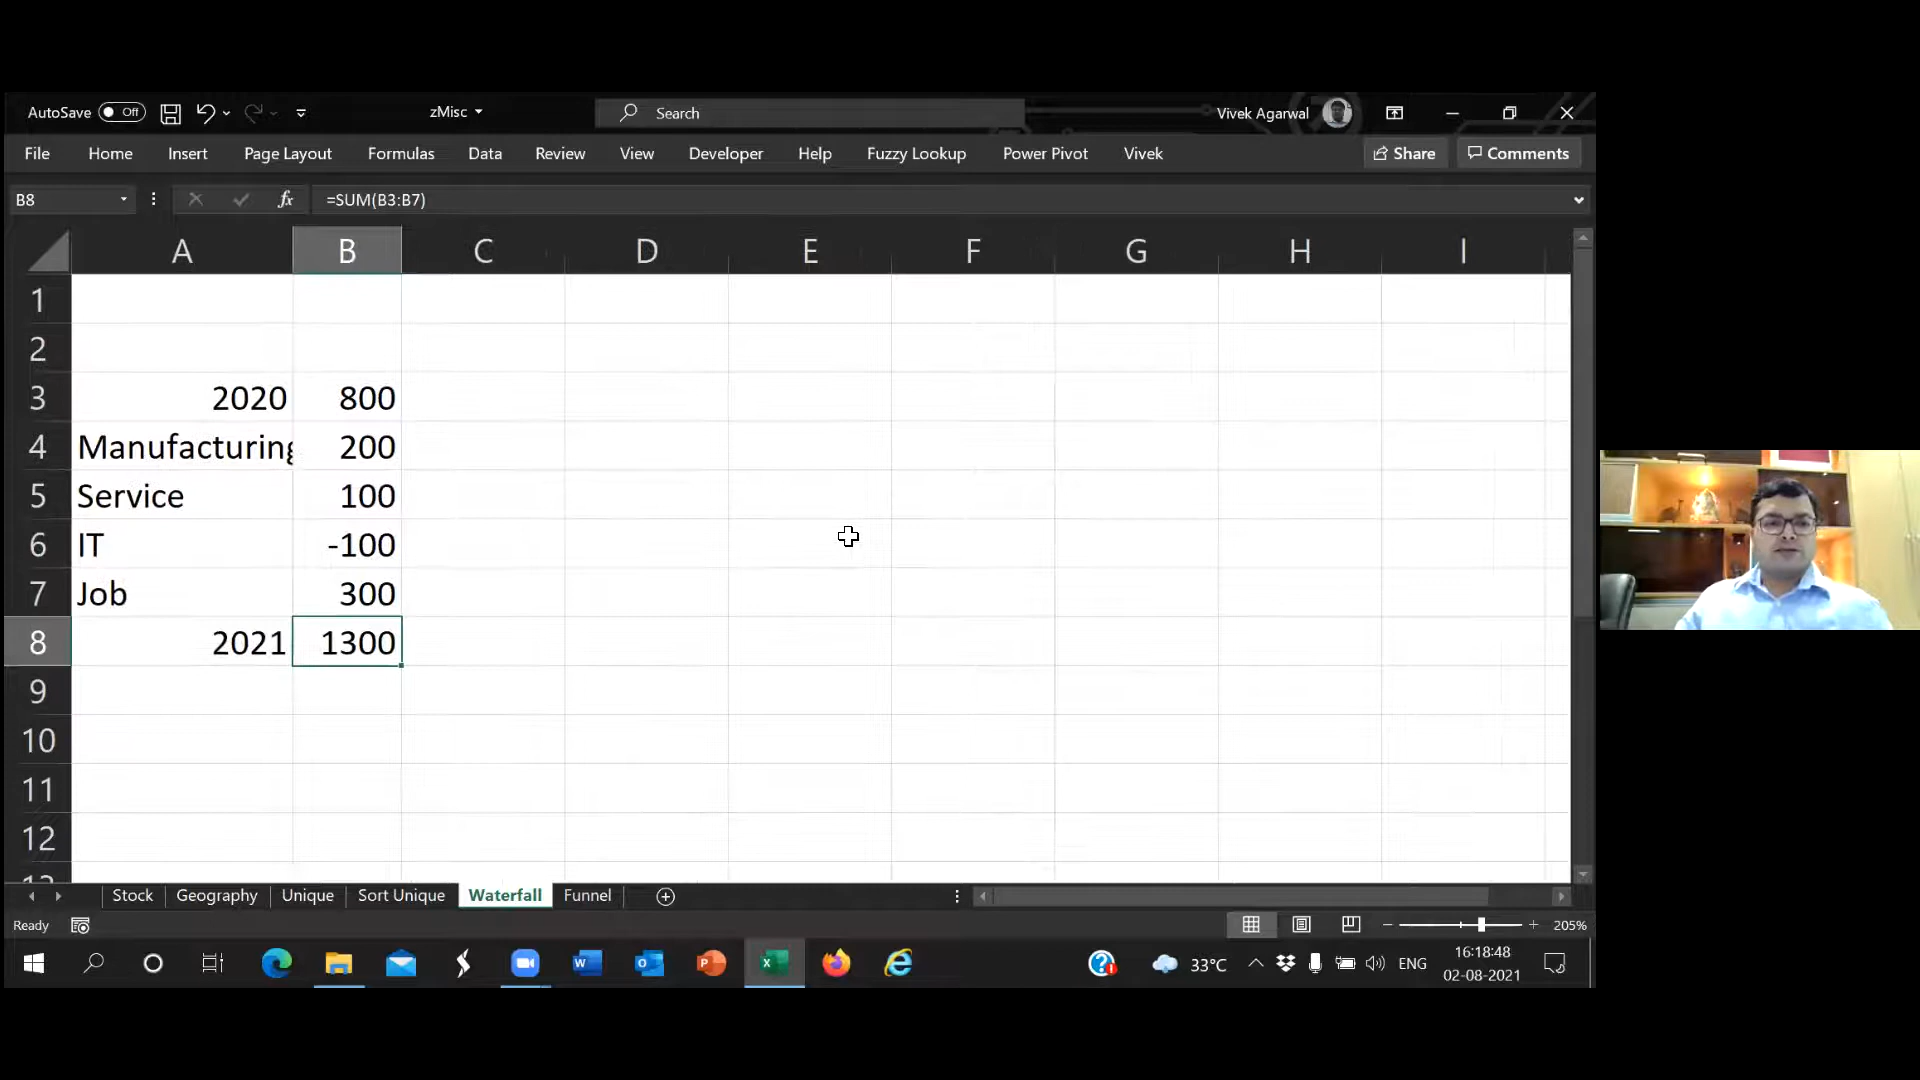 AutoSave Off zMisc Search Vivek Agarwal
File Home Insert Page Layout Formulas Data Review View Developer Help Fuzzy Lookup Power Pivot Vivek Share Comments
B8 fx =SUM(B3:B7)
A B C D E F G H I
1
2
3 2020 800
4 Manufacturing 200
5 Service 100
6 IT -100
7 Job 300
8 2021 1300
9
10
11
12
13
Stock Geography Unique Sort Unique Waterfall Funnel
Ready 205%
33°C ENG 16:18:48
02-08-2021